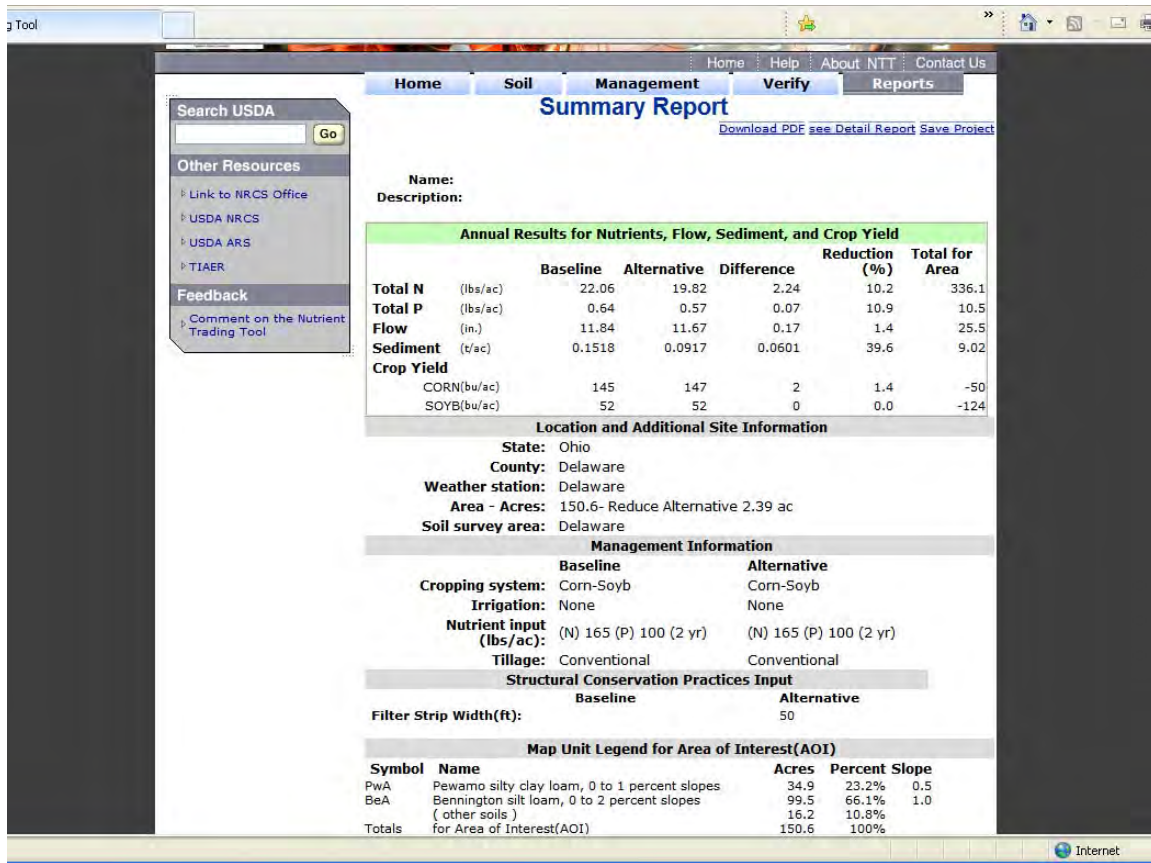 g Tool
»
Home Help About NTT Contact Us
Home Soil Management Verify Reports
Summary Report
Download PDF see Detail Report Save Project
Search USDA
Go
Other Resources
Link to NRCS Office
USDA NRCS
USDA ARS
TIAER
Feedback
Comment on the Nutrient
Trading Tool
Name:
Description:
Annual Results for Nutrients, Flow, Sediment, and Crop Yield
Baseline Alternative Difference Reduction (%) Total for Area
Total N (lbs/ac) 22.06 19.82 2.24 10.2 336.1
Total P (lbs/ac) 0.64 0.57 0.07 10.9 10.5
Flow (in.) 11.84 11.67 0.17 1.4 25.5
Sediment (t/ac) 0.1518 0.0917 0.0601 39.6 9.02
Crop Yield
CORN(bu/ac) 145 147 2 1.4 -50
SOYB(bu/ac) 52 52 0 0.0 -124
Location and Additional Site Information
State: Ohio
County: Delaware
Weather station: Delaware
Area - Acres: 150.6- Reduce Alternative 2.39 ac
Soil survey area: Delaware
Management Information
Baseline Alternative
Cropping system: Corn-Soyb Corn-Soyb
Irrigation: None None
Nutrient input (lbs/ac): (N) 165 (P) 100 (2 yr) (N) 165 (P) 100 (2 yr)
Tillage: Conventional Conventional
Structural Conservation Practices Input
Baseline Alternative
Filter Strip Width(ft): 50
Map Unit Legend for Area of Interest(AOI)
Symbol Name Acres Percent Slope
PwA Pewamo silty clay loam, 0 to 1 percent slopes 34.9 23.2% 0.5
BeA Bennington silt loam, 0 to 2 percent slopes 99.5 66.1% 1.0
( other soils ) 16.2 10.8%
Totals for Area of Interest(AOI) 150.6 100%
Internet